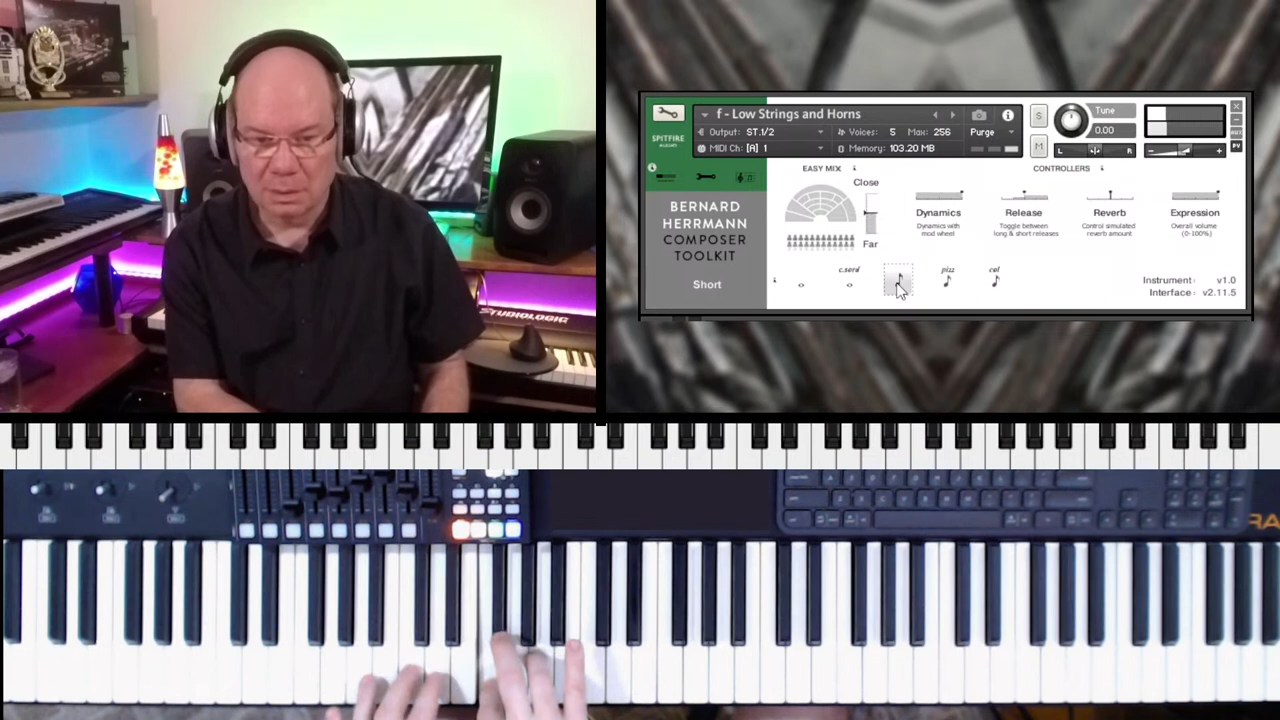 f - Low Strings and Horns
Output: ST.1/2
Voices: 5 Max: 256
Purge
MIDI Ch: [A] 1
Memory: 103.20 MB
S
M
Tune
0.00
L R
AUX
PV
SPITFIRE
EASY MIX
CONTROLLERS
Close
Far
BERNARD
HERRMANN
COMPOSER
TOOLKIT
Short
Dynamics
Dynamics with
mod wheel
Release
Toggle between
long & short releases
Reverb
Control simulated
reverb amount
Expression
Overall volume
(0-100%)
c.sord
pizz
col
Instrument: v1.0
Interface: v2.11.5
STUDIOLOGIC
RA